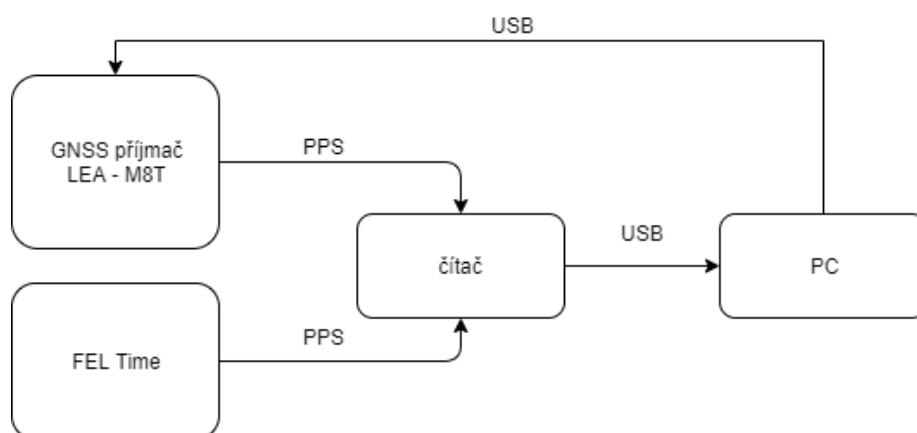 USB
GNSS příjmač
LEA - M8T
PPS
čítač
USB
PC
FEL Time
PPS